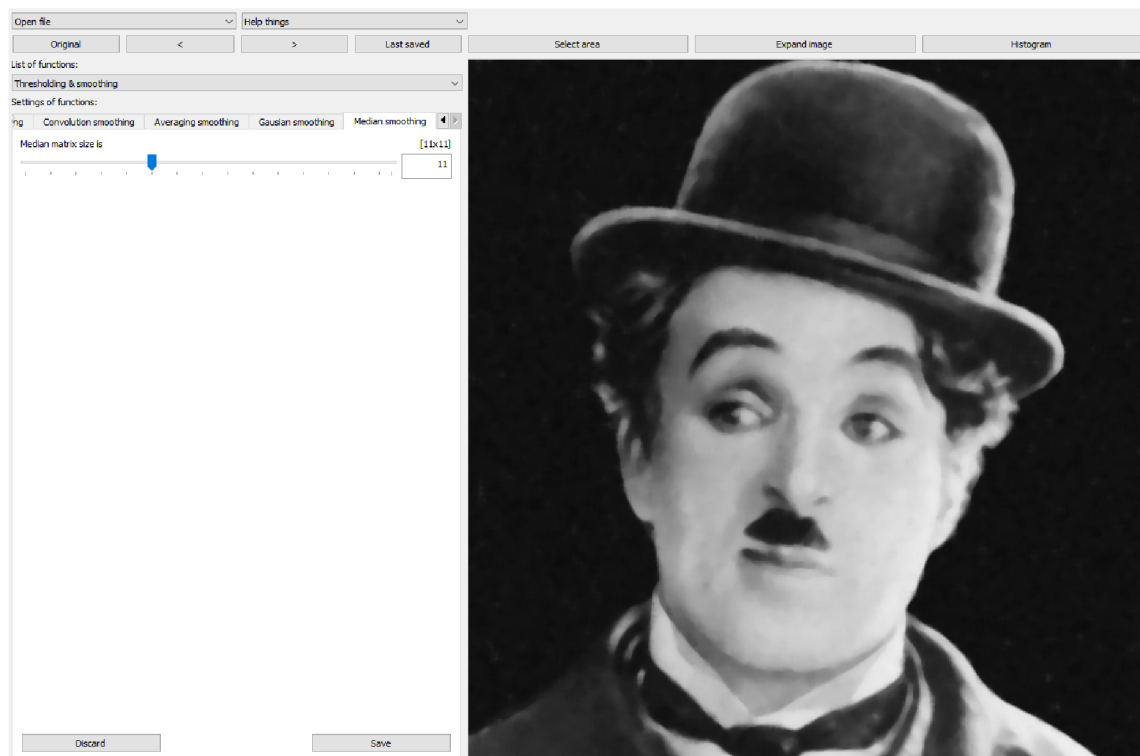 Open file Help things
Original < > Last saved Select area Expand image Histogram
List of functions:
Thresholding & smoothing
Settings of functions:
ng Convolution smoothing Averaging smoothing Gausian smoothing Median smoothing
Median matrix size is [11x11]
11
Discard Save